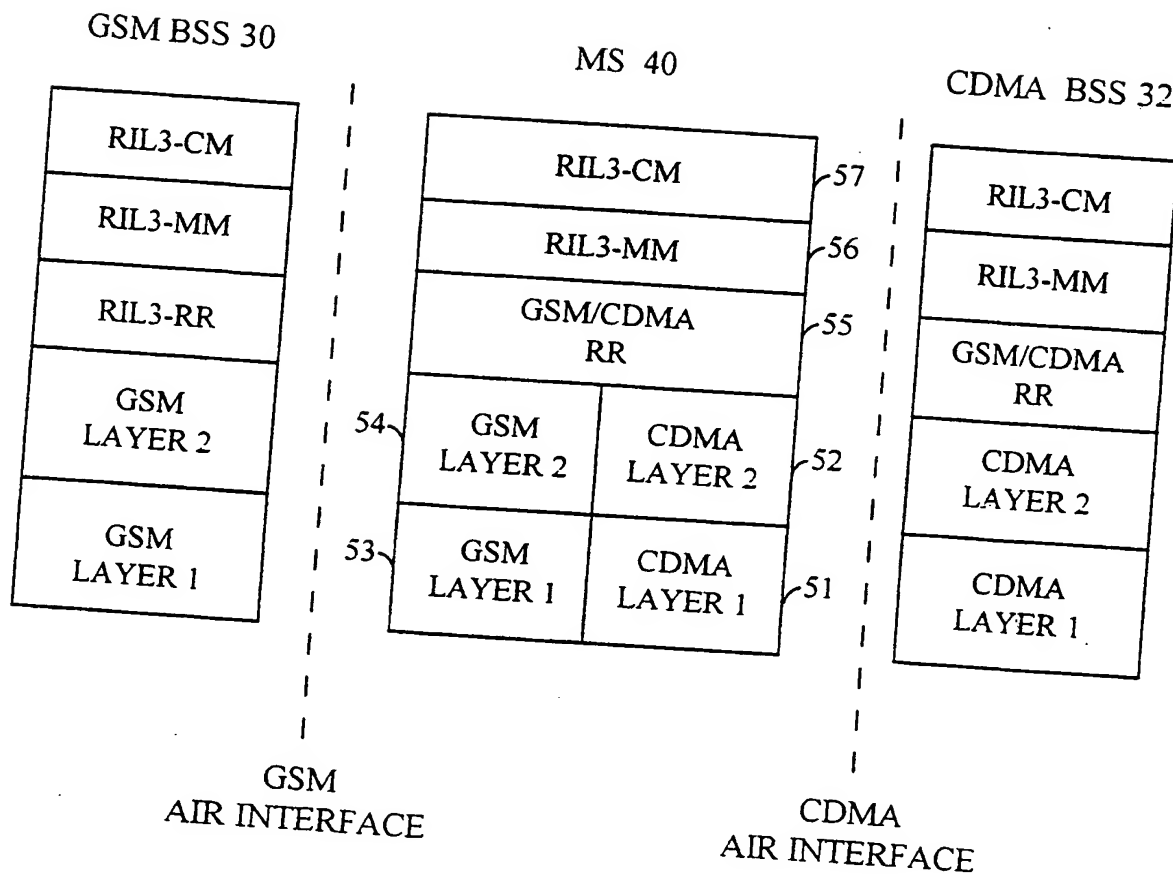 GSM BSS 30
RIL3-CM
RIL3-MM
RIL3-RR
GSM
LAYER 2
GSM
LAYER 1
MS 40
RIL3-CM
57
RIL3-MM
56
GSM/CDMA
RR
55
54
GSM
LAYER 2
CDMA
LAYER 2
52
53
GSM
LAYER 1
CDMA
LAYER 1
51
CDMA BSS 32
RIL3-CM
RIL3-MM
GSM/CDMA
RR
CDMA
LAYER 2
CDMA
LAYER 1
GSM
AIR INTERFACE
CDMA
AIR INTERFACE